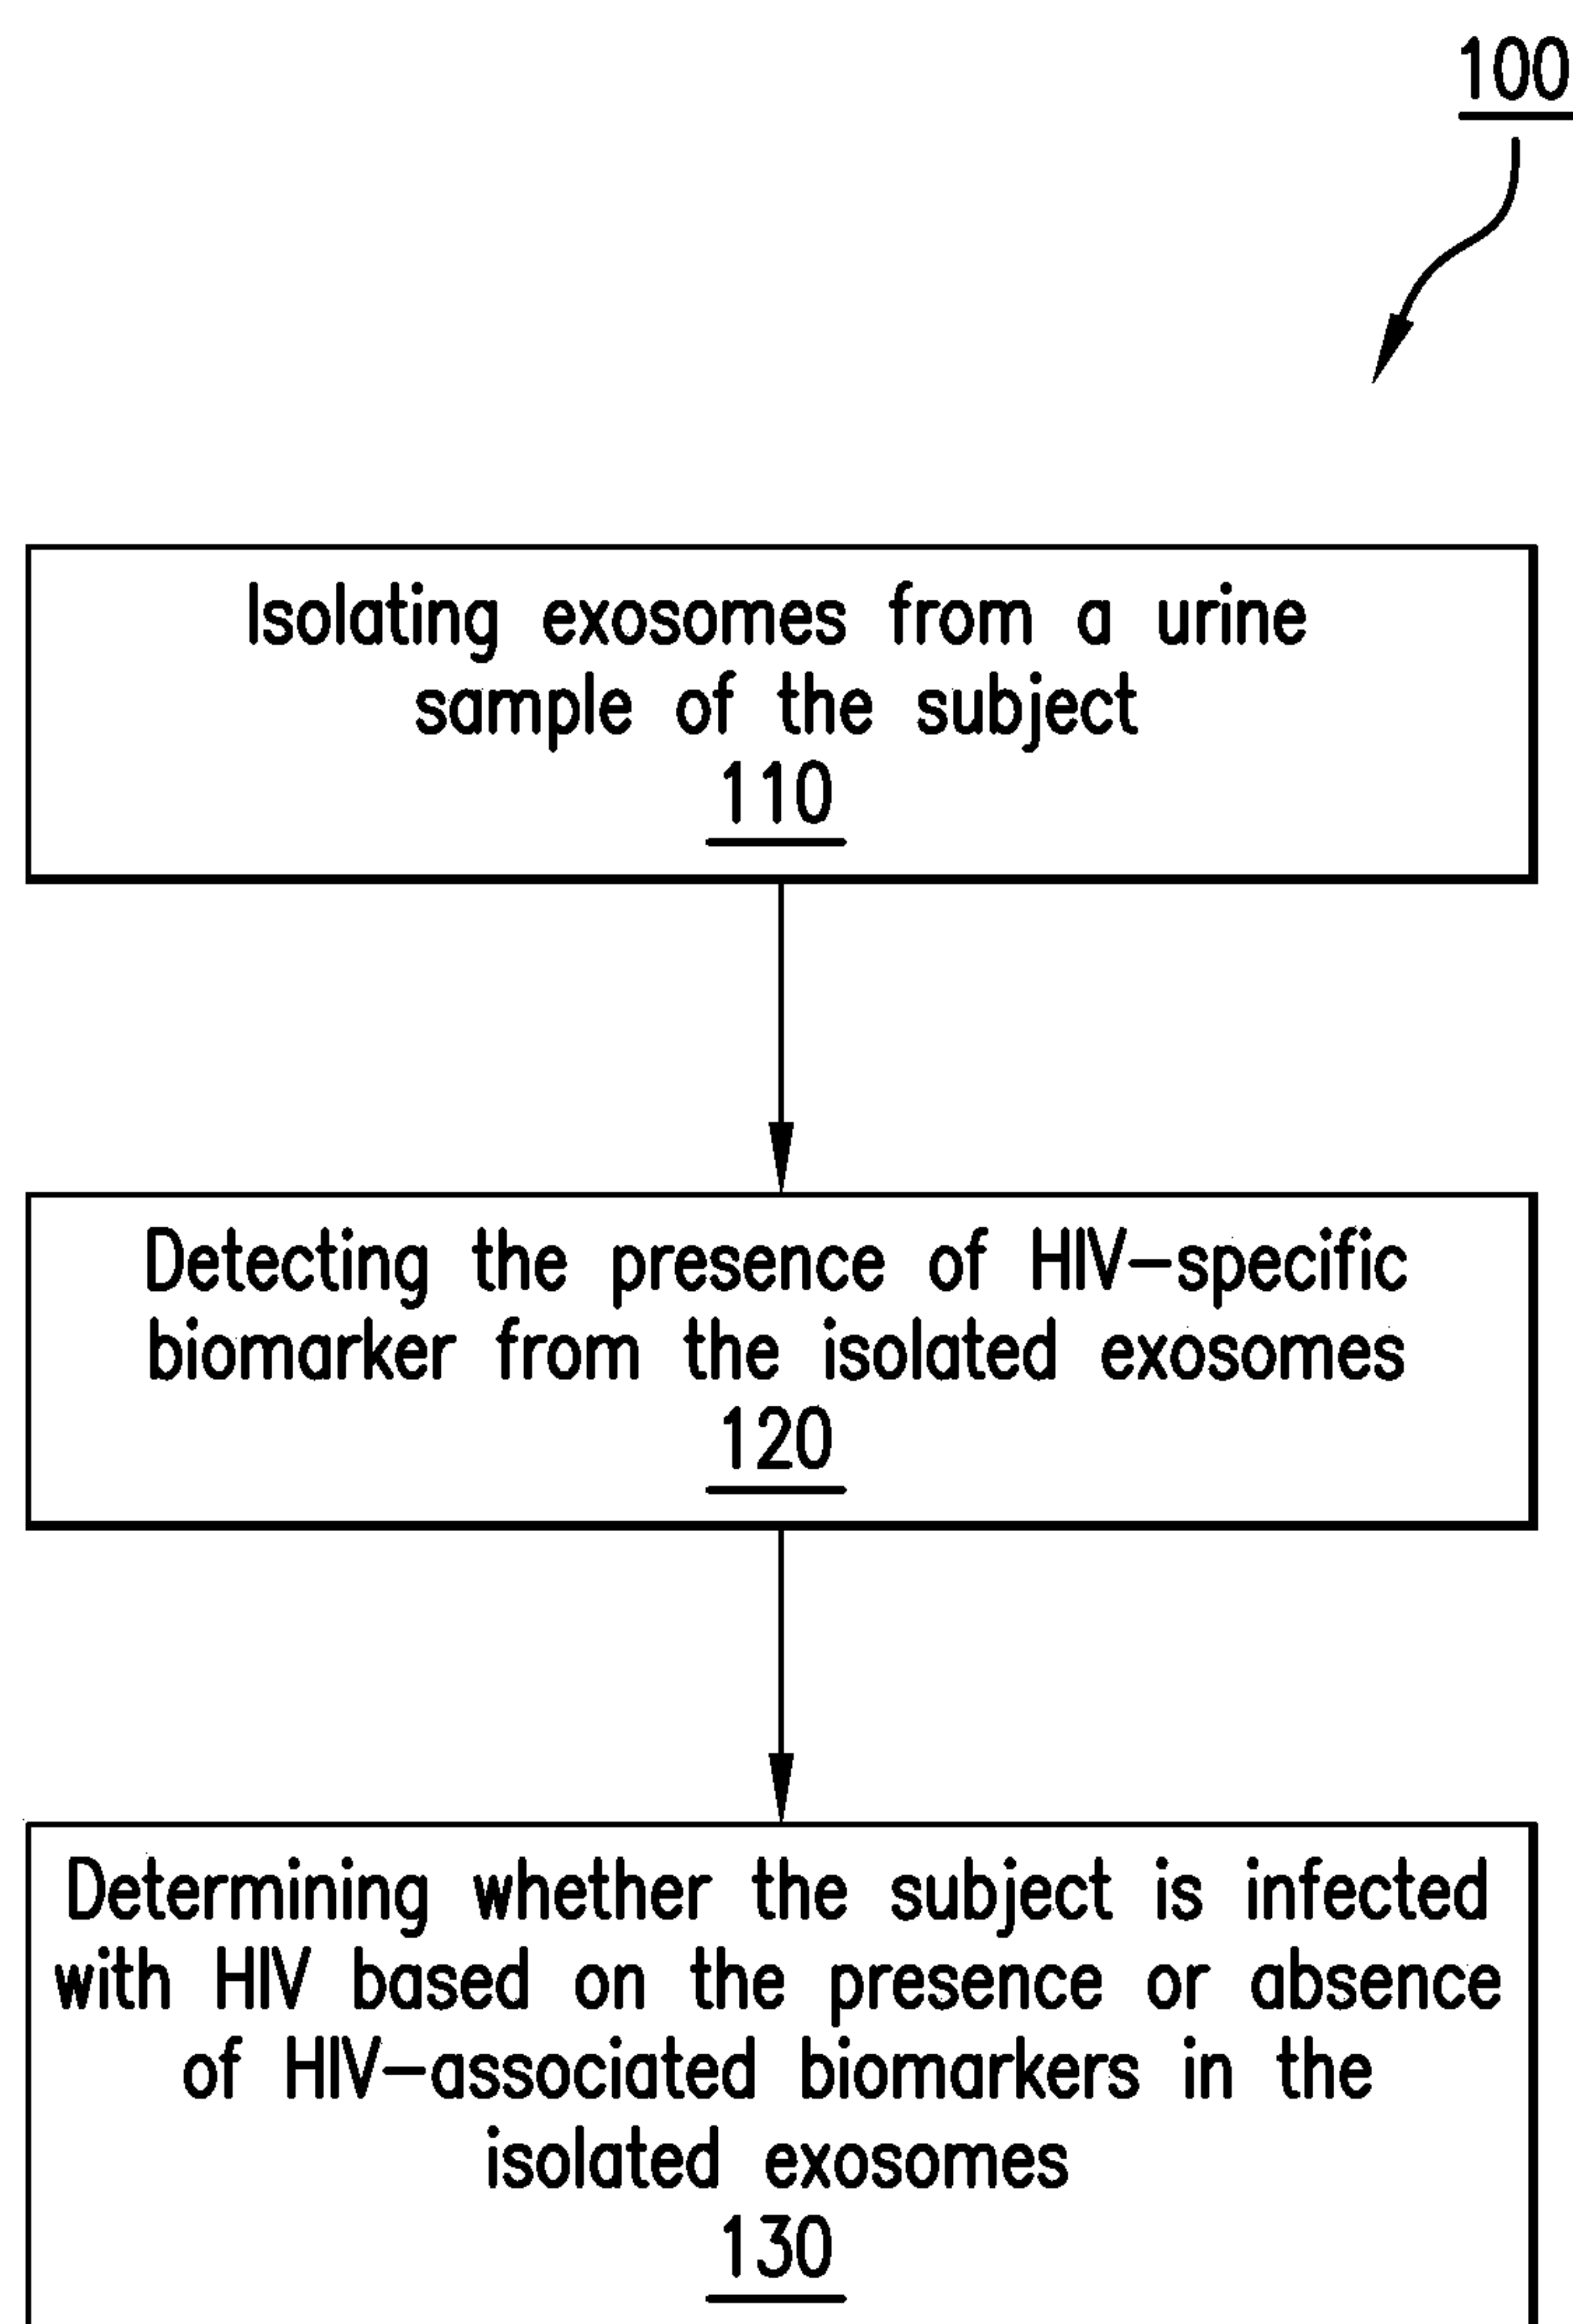 100
Isolating exosomes from a urine
sample of the subject
110
Detecting the presence of HIV-specific
biomarker from the isolated exosomes
120
Determining whether the subject is infected
with HIV based on the presence or absence
of HIV-associated biomarkers in the
isolated exosomes
130